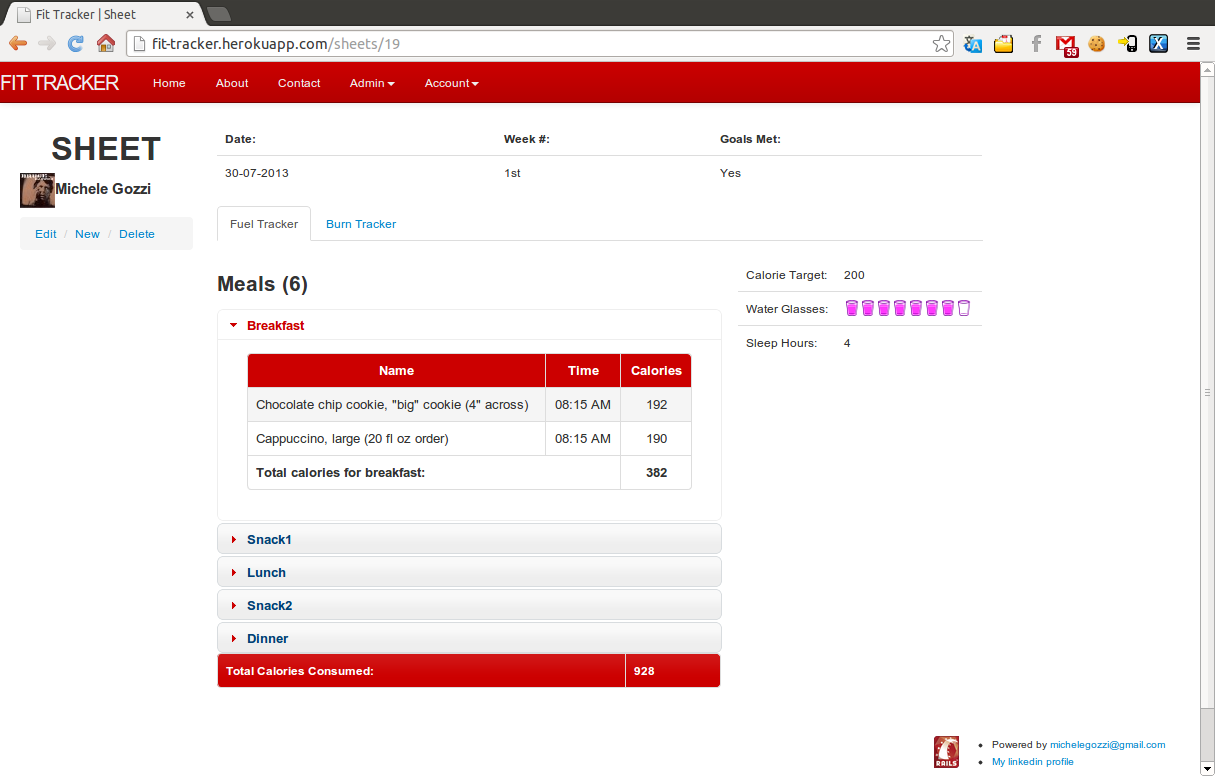 Fit Tracker | Sheet
fit-tracker.herokuapp.com/sheets/19
59
FIT TRACKER Home About Contact Admin Account
SHEET
Michele Gozzi
Edit / New / Delete
Date: Week #: Goals Met:
30-07-2013 1st Yes
Fuel Tracker Burn Tracker
Meals (6)
Breakfast
Name Time Calories
Chocolate chip cookie, "big" cookie (4" across) 08:15 AM 192
Cappuccino, large (20 fl oz order) 08:15 AM 190
Total calories for breakfast: 382
Snack1
Lunch
Snack2
Dinner
Total Calories Consumed: 928
Calorie Target: 200
Water Glasses:
Sleep Hours: 4
RAILS
Powered by michelegozzi@gmail.com
My linkedin profile